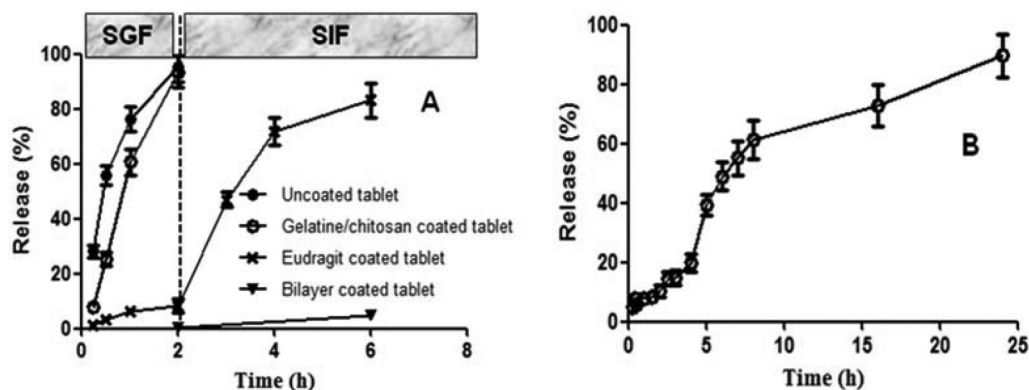 SGF
SIF
A
Release (%)
100
80
60
40
20
0
Uncoated tablet
Gelatine/chitosan coated tablet
Eudragit coated tablet
Bilayer coated tablet
0
2
4
6
8
Time (h)
B
Release (%)
100
80
60
40
20
0
0
5
10
15
20
25
Time (h)